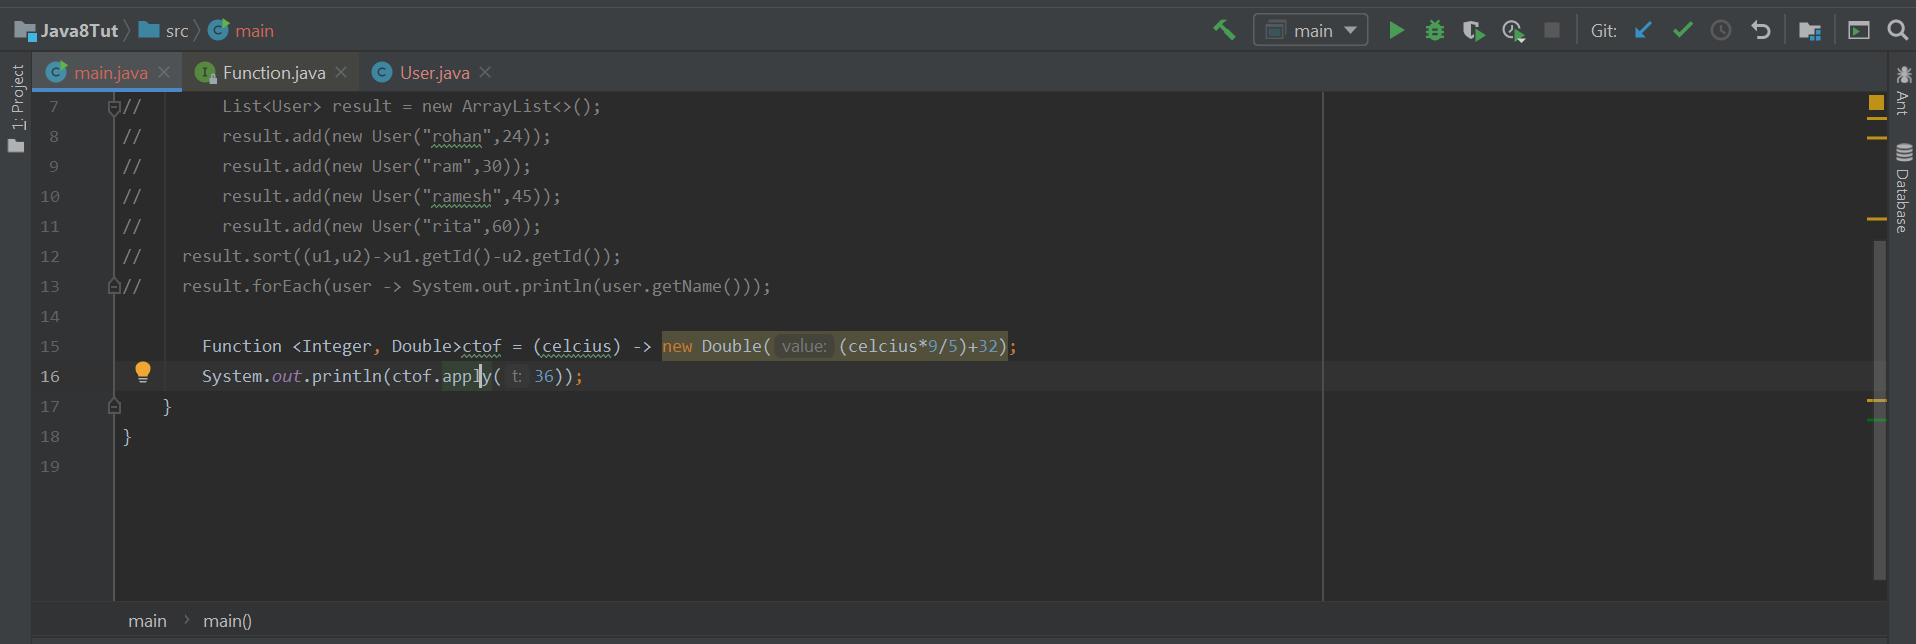 Java8Tut src main main Git:
1: Project
main.java Function.java User.java
7 // List<User> result = new ArrayList<>();
8 // result.add(new User("rohan",24));
9 // result.add(new User("ram",30));
10 // result.add(new User("ramesh",45));
11 // result.add(new User("rita",60));
12 // result.sort((u1,u2)->u1.getId()-u2.getId());
13 // result.forEach(user -> System.out.println(user.getName()));
14
15 Function <Integer, Double>ctof = (celcius) -> new Double( value: (celcius*9/5)+32);
16 System.out.println(ctof.apply( t: 36));
17 }
18 }
19
main main()
Ant
Database